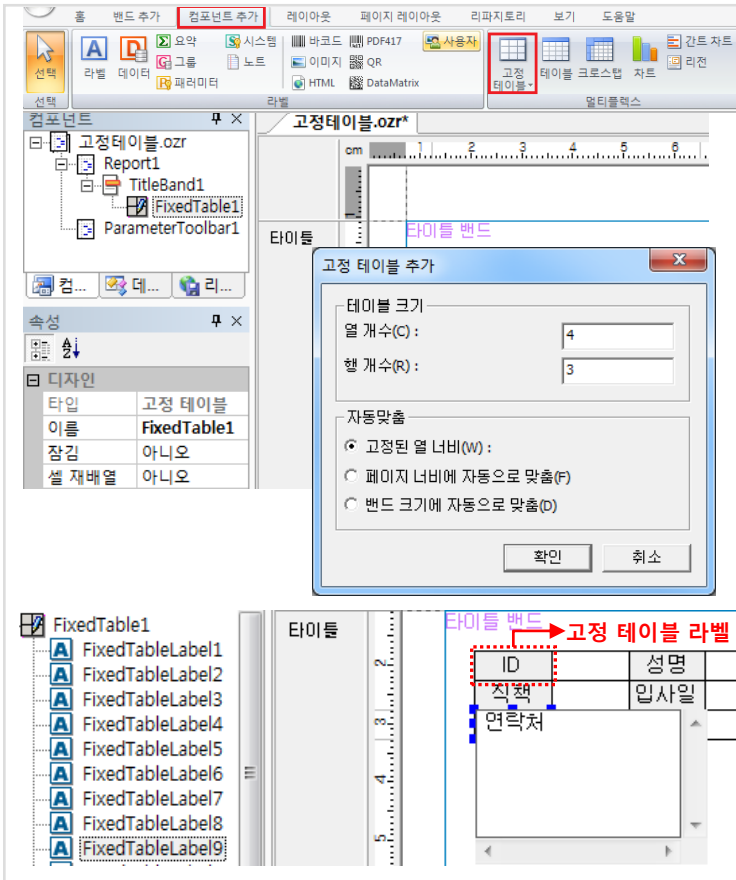 홈 밴드 추가 컴포넌트 추가 레이아웃 페이지 레이아웃 리파지토리 보기 도움말
선택
라벨
데이터
요약
그룹
패러미터
시스템
노트
바코드
이미지
HTML
PDF417
QR
DataMatrix
사용자
고정
테이블
테이블
크로스탭
차트
간트 차트
리전
선택 라벨 멀티플렉스
컴포넌트
고정테이블.ozr
Report1
TitleBand1
FixedTable1
ParameterToolbar1
컴... 데... 리...
속성
디자인
타입 고정 테이블
이름 FixedTable1
잠김 아니오
셀 재배열 아니오
고정테이블.ozr*
cm 1 2 3 4 5 6
타이틀
타이틀 밴드
고정 테이블 추가
테이블 크기
열 개수(C) : 4
행 개수(R) : 3
자동맞춤
고정된 열 너비(W) :
페이지 너비에 자동으로 맞춤(F)
밴드 크기에 자동으로 맞춤(D)
확인 취소
FixedTable1
FixedTableLabel1
FixedTableLabel2
FixedTableLabel3
FixedTableLabel4
FixedTableLabel5
FixedTableLabel6
FixedTableLabel7
FixedTableLabel8
FixedTableLabel9
타이틀
2
3
4
5
타이틀 밴드
고정 테이블 라벨
ID 성명
직책 입사일
연락처